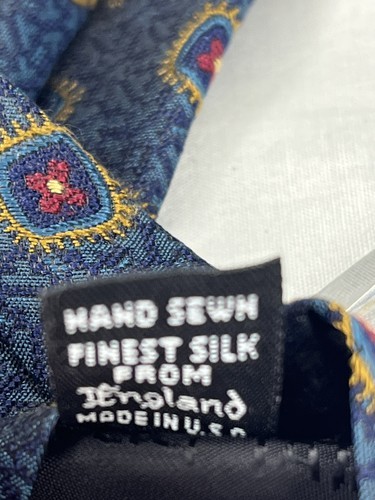 HAND SEWN
FINEST SILK
FROM
England
MADE IN U.S.A